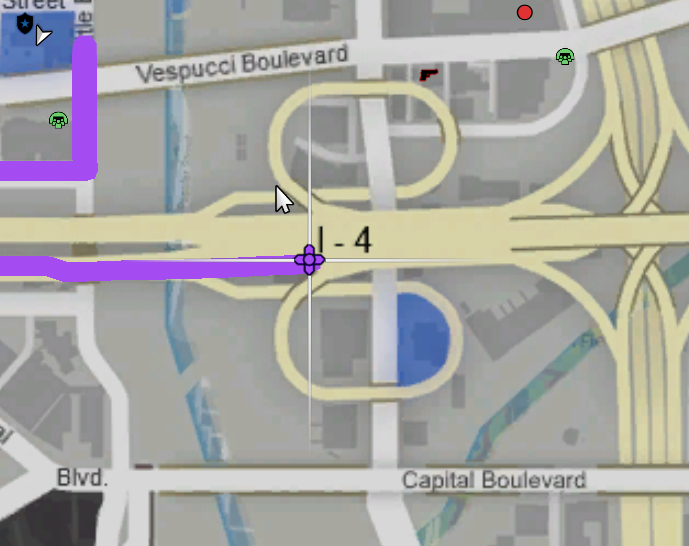 Street
Vespucci Boulevard
I - 4
Blvd.
Capital Boulevard